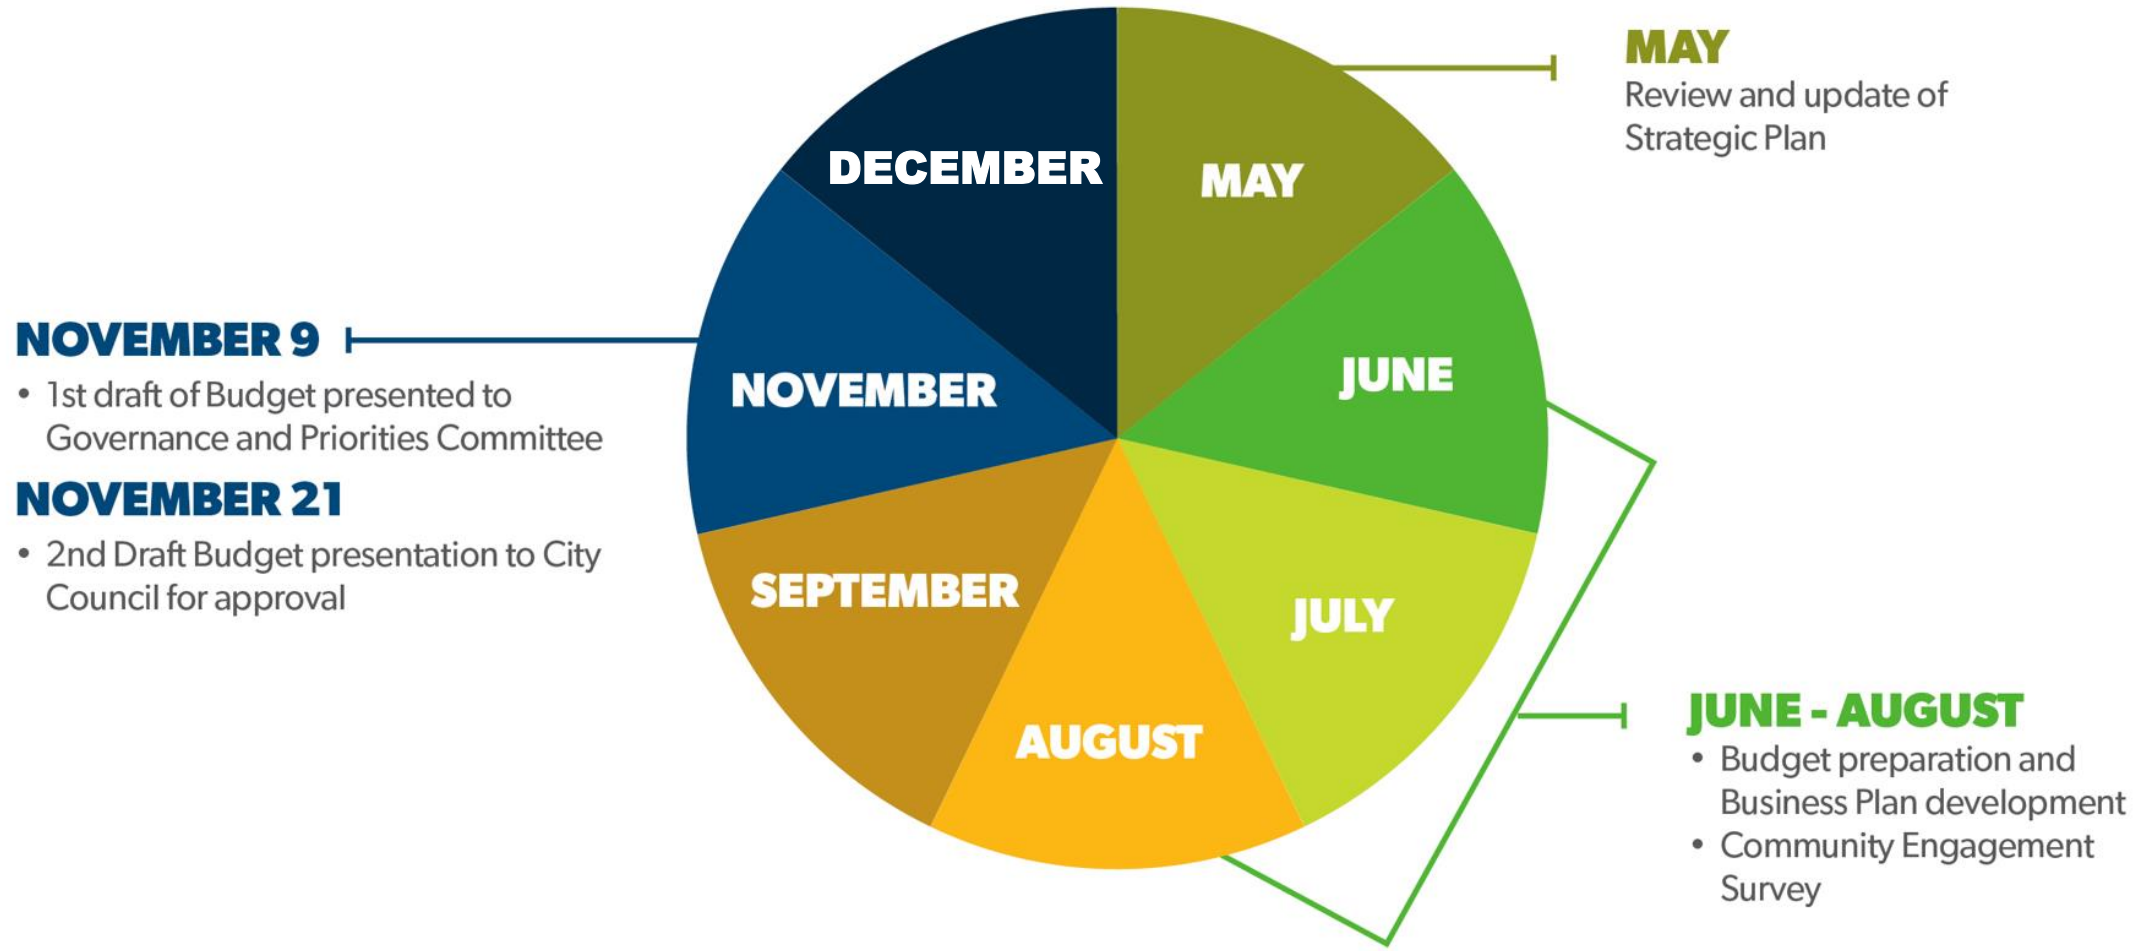 DECEMBER
MAY
JUNE
JULY
AUGUST
SEPTEMBER
NOVEMBER
MAY
Review and update of
Strategic Plan
JUNE - AUGUST
• Budget preparation and
Business Plan development
• Community Engagement
Survey
NOVEMBER 9
• 1st draft of Budget presented to
Governance and Priorities Committee
NOVEMBER 21
• 2nd Draft Budget presentation to City
Council for approval